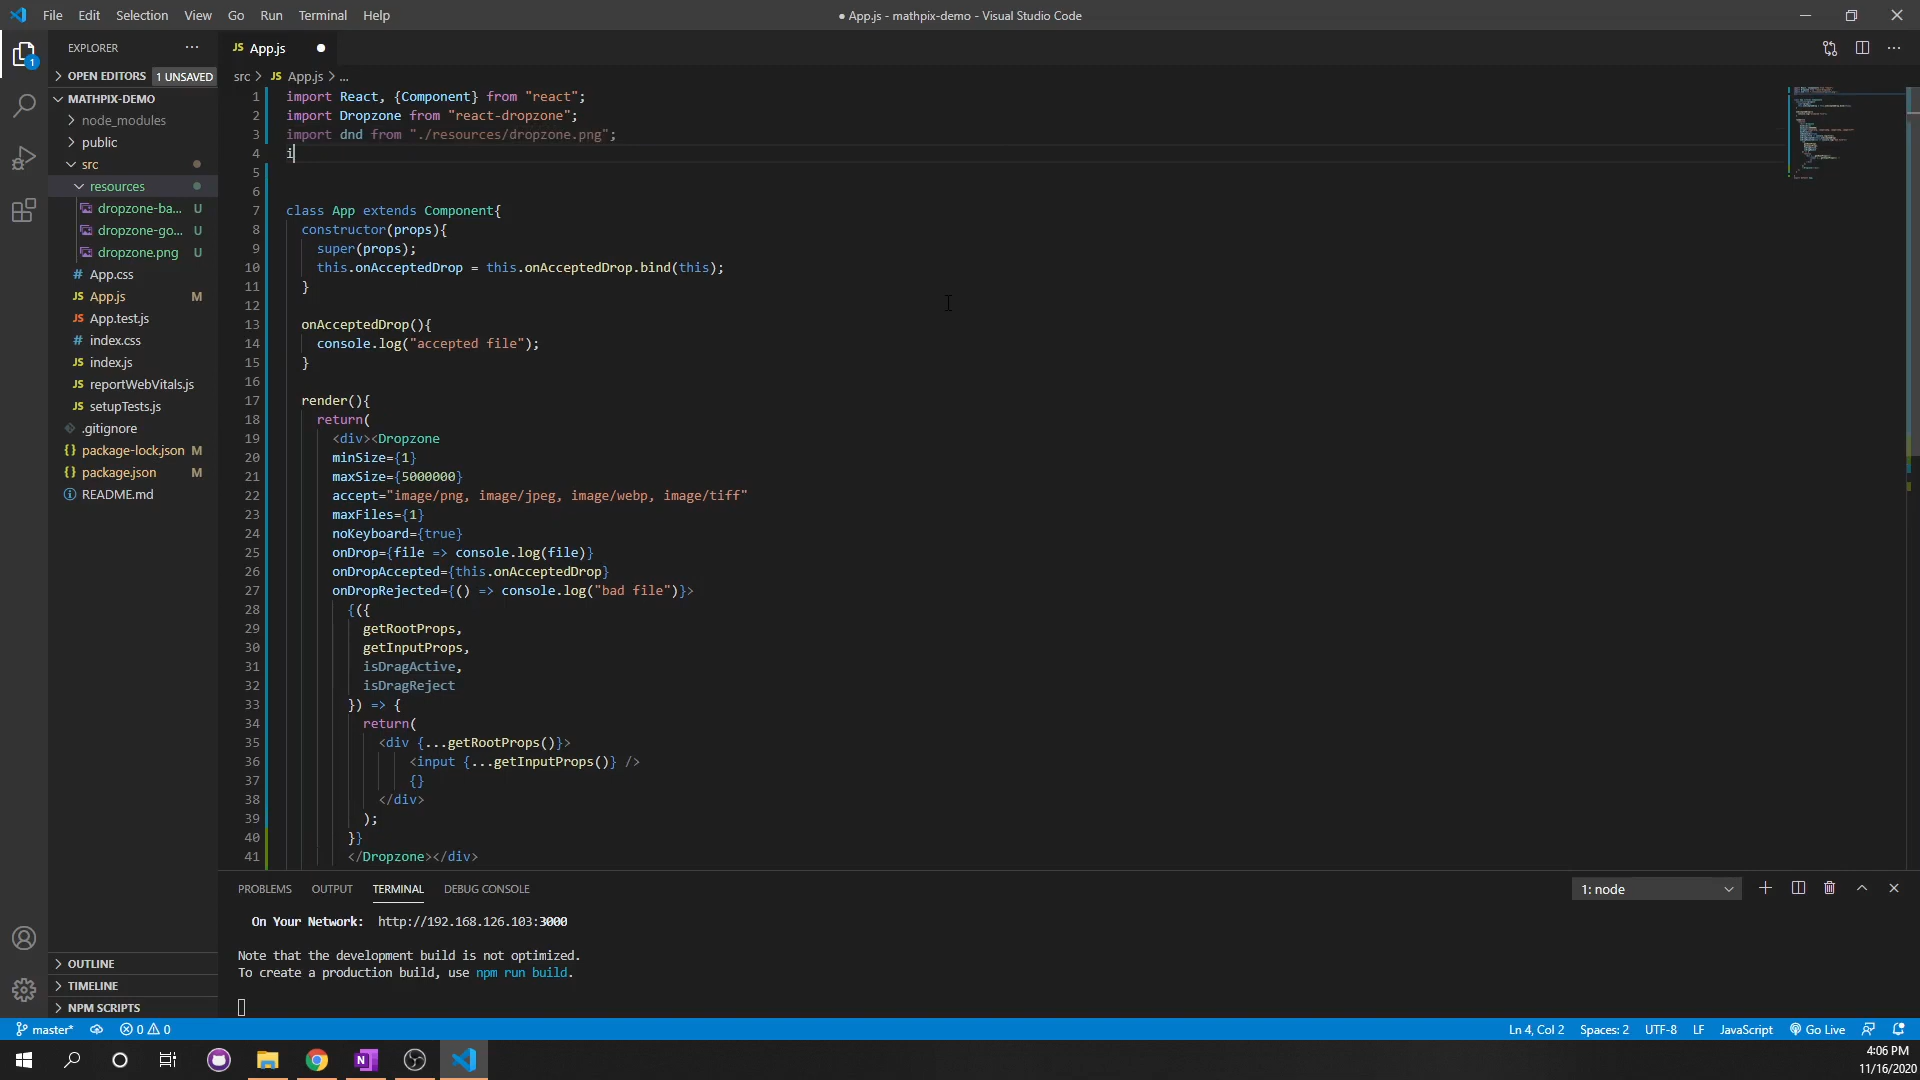 File Edit Selection View Go Run Terminal Help
● App.js - mathpix-demo - Visual Studio Code
EXPLORER
OPEN EDITORS 1 UNSAVED
MATHPIX-DEMO
node_modules
public
src
resources
dropzone-ba... U
dropzone-go... U
dropzone.png U
App.css
App.js M
App.test.js
index.css
index.js
reportWebVitals.js
setupTests.js
.gitignore
package-lock.json M
package.json M
README.md
OUTLINE
TIMELINE
NPM SCRIPTS
JS App.js
src > JS App.js > ...
1 import React, {Component} from "react";
2 import Dropzone from "react-dropzone";
3 import dnd from "./resources/dropzone.png";
4 i
5
6
7 class App extends Component{
8 constructor(props){
9 super(props);
10 this.onAcceptedDrop = this.onAcceptedDrop.bind(this);
11 }
12
13 onAcceptedDrop(){
14 console.log("accepted file");
15 }
16
17 render(){
18 return(
19 <div><Dropzone
20 minSize={1}
21 maxSize={5000000}
22 accept="image/png, image/jpeg, image/webp, image/tiff"
23 maxFiles={1}
24 noKeyboard={true}
25 onDrop={file => console.log(file)}
26 onDropAccepted={this.onAcceptedDrop}
27 onDropRejected={() => console.log("bad file")}>
28 {({
29 getRootProps,
30 getInputProps,
31 isDragActive,
32 isDragReject
33 }) => {
34 return(
35 <div {...getRootProps()}>
36 <input {...getInputProps()} />
37 {}
38 </div>
39 );
40 }}
41 </Dropzone></div>
PROBLEMS OUTPUT TERMINAL DEBUG CONSOLE
1: node
On Your Network: http://192.168.126.103:3000
Note that the development build is not optimized.
To create a production build, use npm run build.
master* 0 0
Ln 4, Col 2 Spaces: 2 UTF-8 LF JavaScript Go Live
4:06 PM
11/16/2020